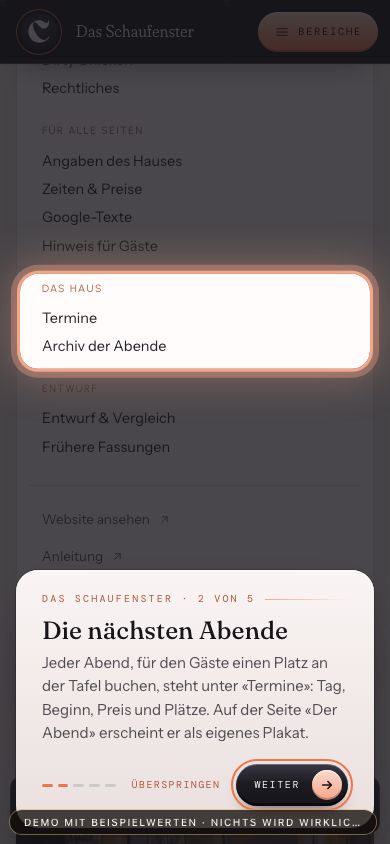 Das Schaufenster
BEREICHE
Rechtliches
FÜR ALLE SEITEN
Angaben des Hauses
Zeiten & Preise
Google-Texte
Hinweis für Gäste
DAS HAUS
Termine
Archiv der Abende
ENTWURF
Entwurf & Vergleich
Frühere Fassungen
Website ansehen
Anleitung
DAS SCHAUFENSTER · 2 VON 5
Die nächsten Abende
Jeder Abend, für den Gäste einen Platz an
der Tafel buchen, steht unter «Termine»: Tag,
Beginn, Preis und Plätze. Auf der Seite «Der
Abend» erscheint er als eigenes Plakat.
ÜBERSPRINGEN
WEITER
DEMO MIT BEISPIELWERTEN · NICHTS WIRD WIRKLIC…